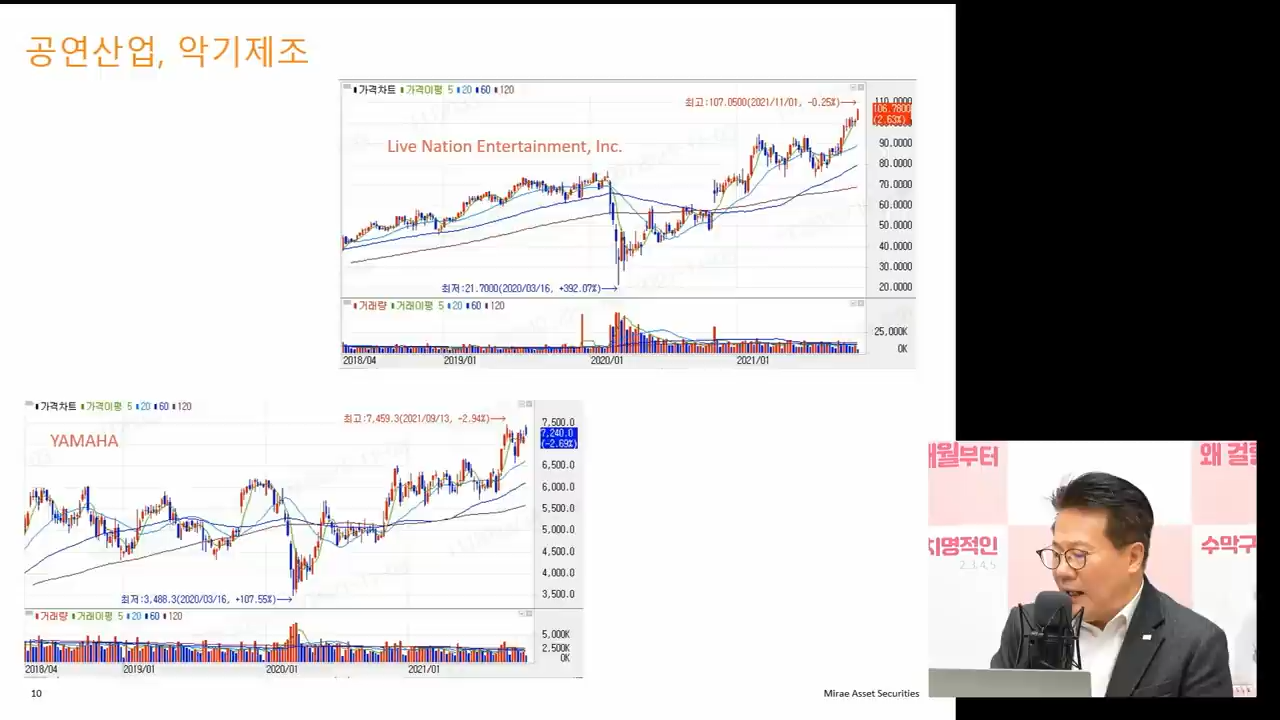 공연산업, 악기제조
가격차트 가격이평 5 20 60 120
최고:107.0500(2021/11/01, -0.25%)→
Live Nation Entertainment, Inc.
110.0000
106.7800
(2.63%)
90.0000
80.0000
70.0000
60.0000
50.0000
40.0000
30.0000
20.0000
최저:21.7000(2020/03/16, +392.07%)→
거래량 거래이평 5 20 60 120
25,000K
0K
2018/04 2019/01 2020/01 2021/01
가격차트 가격이평 5 20 60 120
최고:7,459.3(2021/09/13, -2.94%)→
YAMAHA
7,500.0
7,240.0
(-2.69%)
6,500.0
6,000.0
5,500.0
5,000.0
4,500.0
4,000.0
3,500.0
최저:3,488.3(2020/03/16, +107.55%)→
거래량 거래이평 5 20 60 120
5,000K
2,500K
0K
2018/04 2019/01 2020/01 2021/01
10
Mirae Asset Securities
개월부터
왜 걸
치명적인
2,3,4,5
수막구